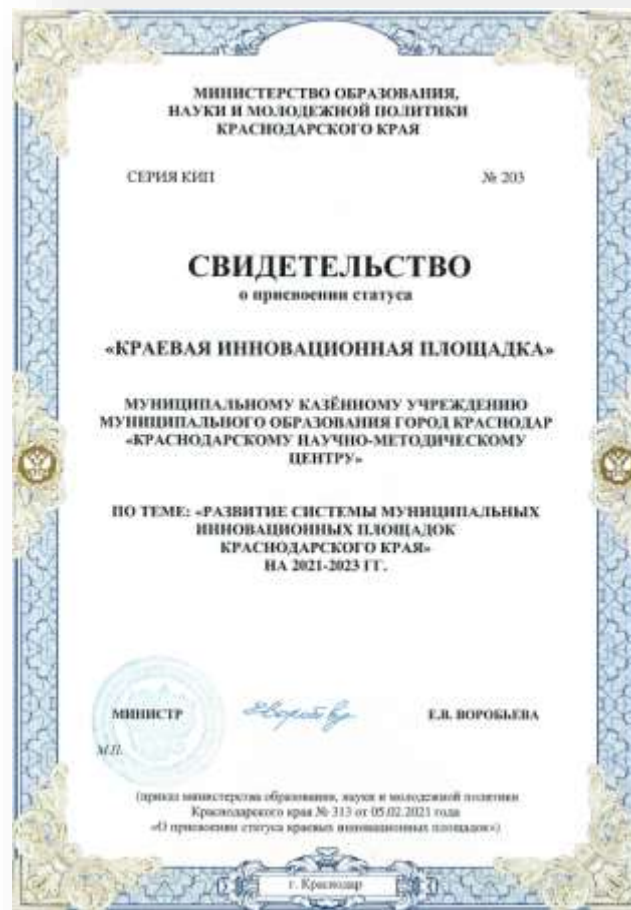 МИНИСТЕРСТВО ОБРАЗОВАНИЯ,
НАУКИ И МОЛОДЕЖНОЙ ПОЛИТИКИ
КРАСНОДАРСКОГО КРАЯ
СЕРИЯ КИП № 203
СВИДЕТЕЛЬСТВО
о присвоении статуса
«КРАЕВАЯ ИННОВАЦИОННАЯ ПЛОЩАДКА»
МУНИЦИПАЛЬНОМУ КАЗЁННОМУ УЧРЕЖДЕНИЮ
МУНИЦИПАЛЬНОГО ОБРАЗОВАНИЯ ГОРОД КРАСНОДАР
«КРАСНОДАРСКОМУ НАУЧНО-МЕТОДИЧЕСКОМУ
ЦЕНТРУ»
ПО ТЕМЕ: «РАЗВИТИЕ СИСТЕМЫ МУНИЦИПАЛЬНЫХ
ИННОВАЦИОННЫХ ПЛОЩАДОК
КРАСНОДАРСКОГО КРАЯ»
НА 2021-2023 ГГ.
МИНИСТР Е.В. ВОРОБЬЕВА
М.П.
(приказ министерства образования, науки и молодежной политики
Краснодарского края № 313 от 05.02.2021 года
«О присвоении статуса краевых инновационных площадок»)
г. Краснодар